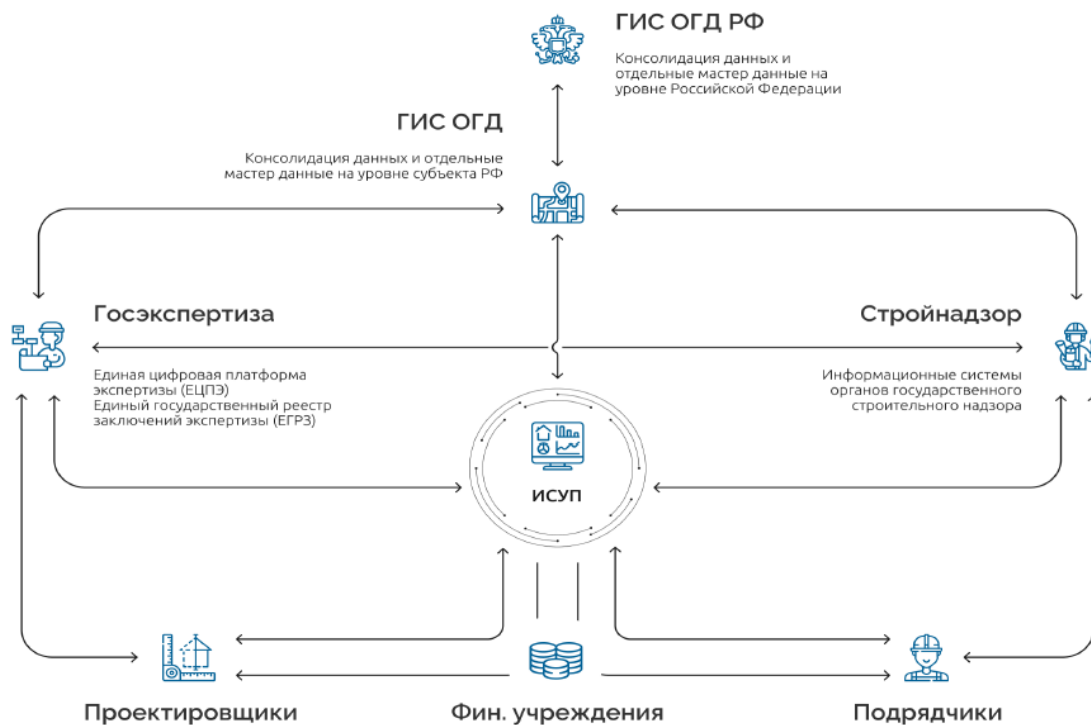 ГИС ОГД РФ
Консолидация данных и
отдельные мастер данные на
уровне Российской Федерации
ГИС ОГД
Консолидация данных и отдельные
мастер данные на уровне субъекта РФ
Госэкспертиза
Единая цифровая платформа
экспертизы (ЕЦПЭ)
Единый государственный реестр
заключений экспертизы (ЕГРЗ)
Стройнадзор
Информационные системы
органов государственного
строительного надзора
ИСУП
Проектировщики
Фин. учреждения
Подрядчики